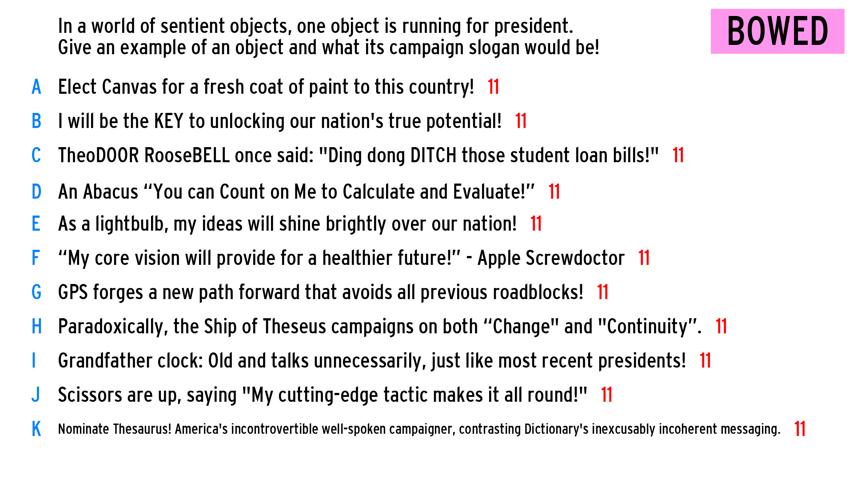 In a world of sentient objects, one object is running for president.
Give an example of an object and what its campaign slogan would be!
BOWED
A Elect Canvas for a fresh coat of paint to this country! 11
B I will be the KEY to unlocking our nation's true potential! 11
C TheoDOOR RooseBELL once said: "Ding dong DITCH those student loan bills!" 11
D An Abacus “You can Count on Me to Calculate and Evaluate!” 11
E As a lightbulb, my ideas will shine brightly over our nation! 11
F “My core vision will provide for a healthier future!” - Apple Screwdoctor 11
G GPS forges a new path forward that avoids all previous roadblocks! 11
H Paradoxically, the Ship of Theseus campaigns on both “Change" and "Continuity”. 11
I Grandfather clock: Old and talks unnecessarily, just like most recent presidents! 11
J Scissors are up, saying "My cutting-edge tactic makes it all round!" 11
K Nominate Thesaurus! America's incontrovertible well-spoken campaigner, contrasting Dictionary's inexcusably incoherent messaging. 11